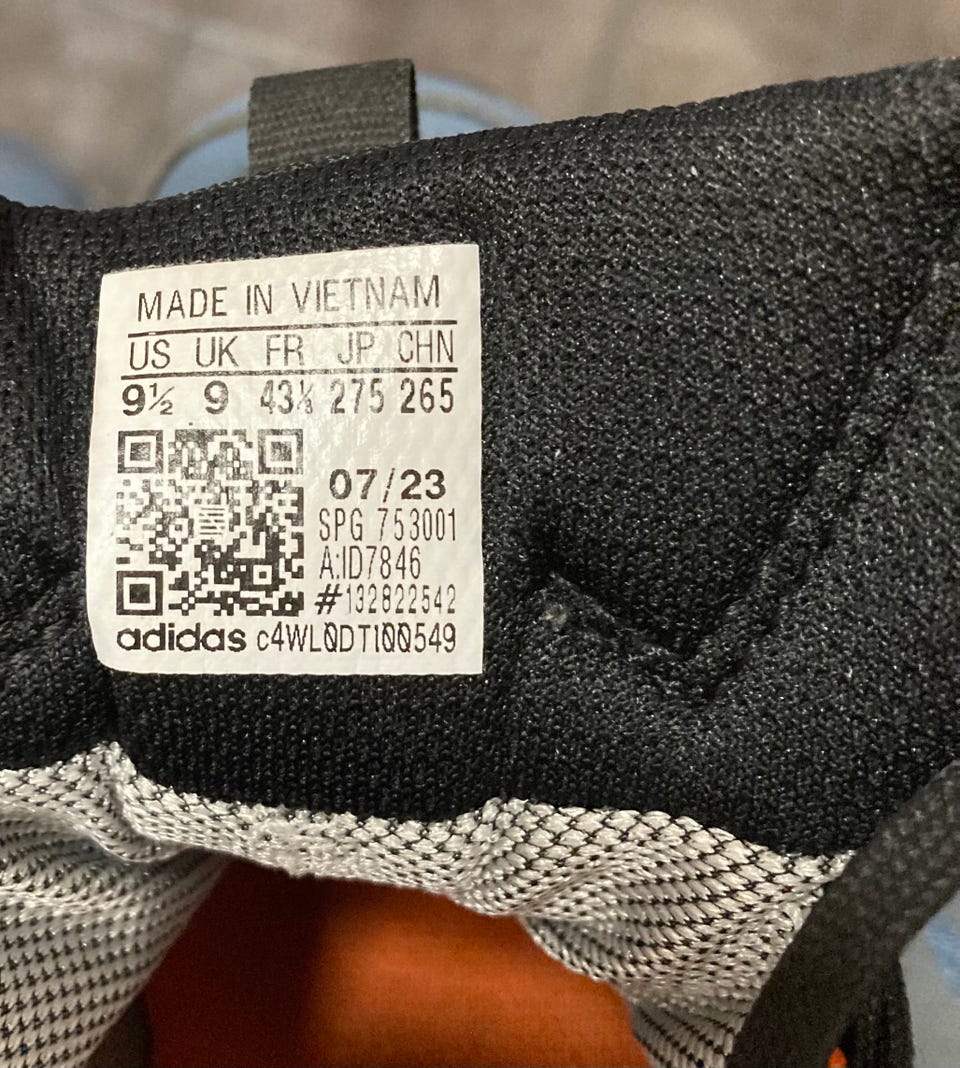 MADE IN VIETNAM
US UK FR JP CHN
9½ 9 43⅓ 275 265
07/23
SPG 753001
A:ID7846
#132822542
adidas c4WL0DT100549